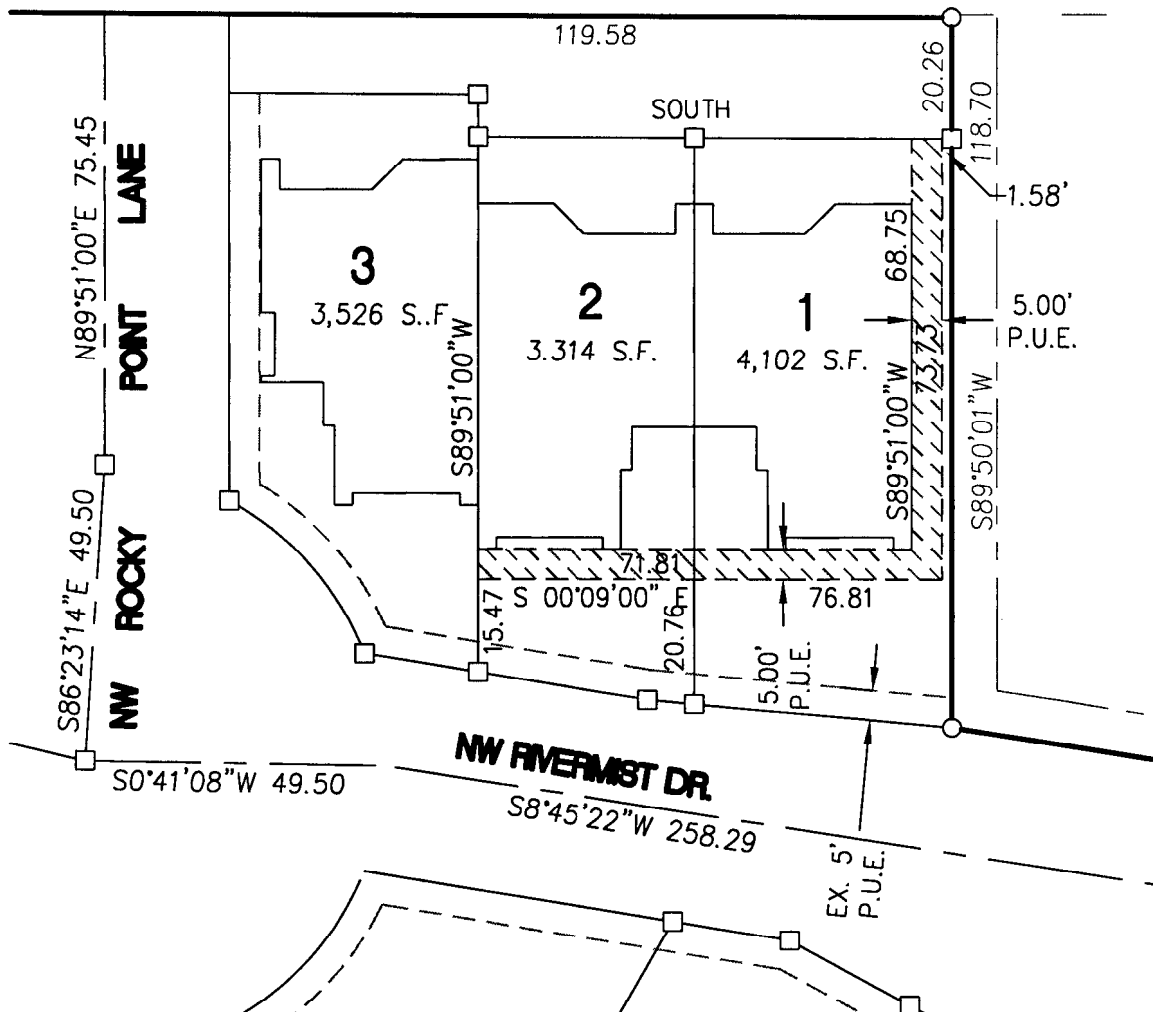 119.58
20.26
118.70
SOUTH
1.58'
N89°51'00"E 75.45
NW ROCKY POINT LANE
3
3,526 S..F
S89°51'00"W
2
3.314 S.F.
1
4,102 S.F.
68.75
S89°51'00"W
73.73
5.00'
P.U.E.
S89°50'01"W
S86°23'14"E 49.50
71.81
S 00°09'00" E
76.81
15.47
20.76
5.00'
P.U.E.
NW RIVERMIST DR.
S0°41'08"W 49.50
S8°45'22"W 258.29
EX. 5'
P.U.E.